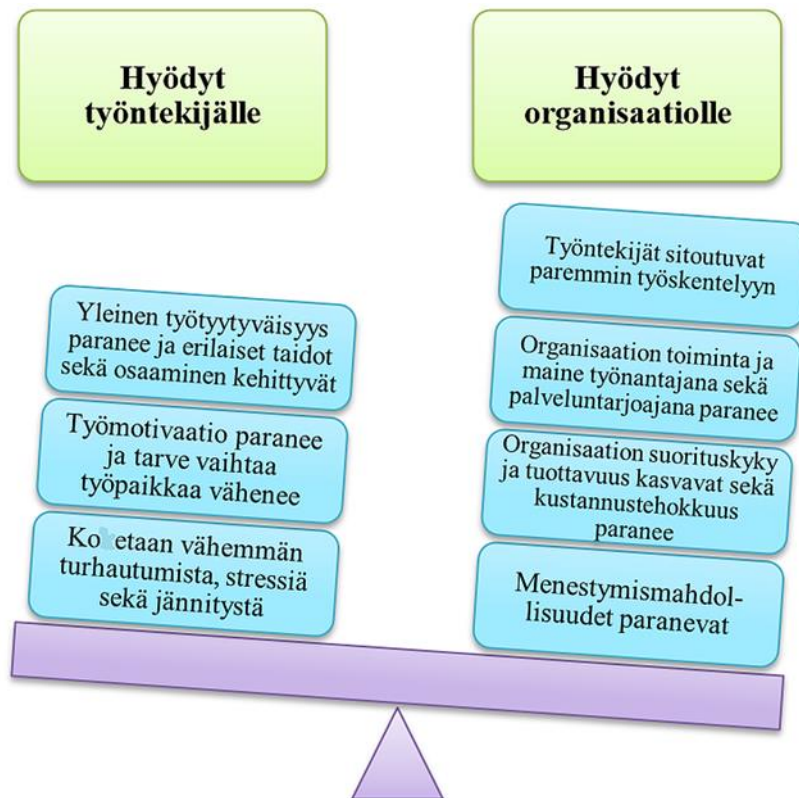 Hyödyt
työntekijälle
Hyödyt
organisaatiolle
Yleinen työtyytyväisyys
paranee ja erilaiset taidot
sekä osaaminen kehittyvät
Työmotivaatio paranee
ja tarve vaihtaa
työpaikkaa vähenee
vähemmän
turhautumista, stressiä
sekä jännitystä
Työntekijät sitoutuvat
paremmin työskentelyyn
Organisaation toiminta ja
maine työnantajana sekä
palveluntarjoajana paranee
Organisaation suorituskyky
ja tuottavuus kasvavat sekä
kustannustehokkuus
paranee
Menestymismahdol-
lisuudet paranevat